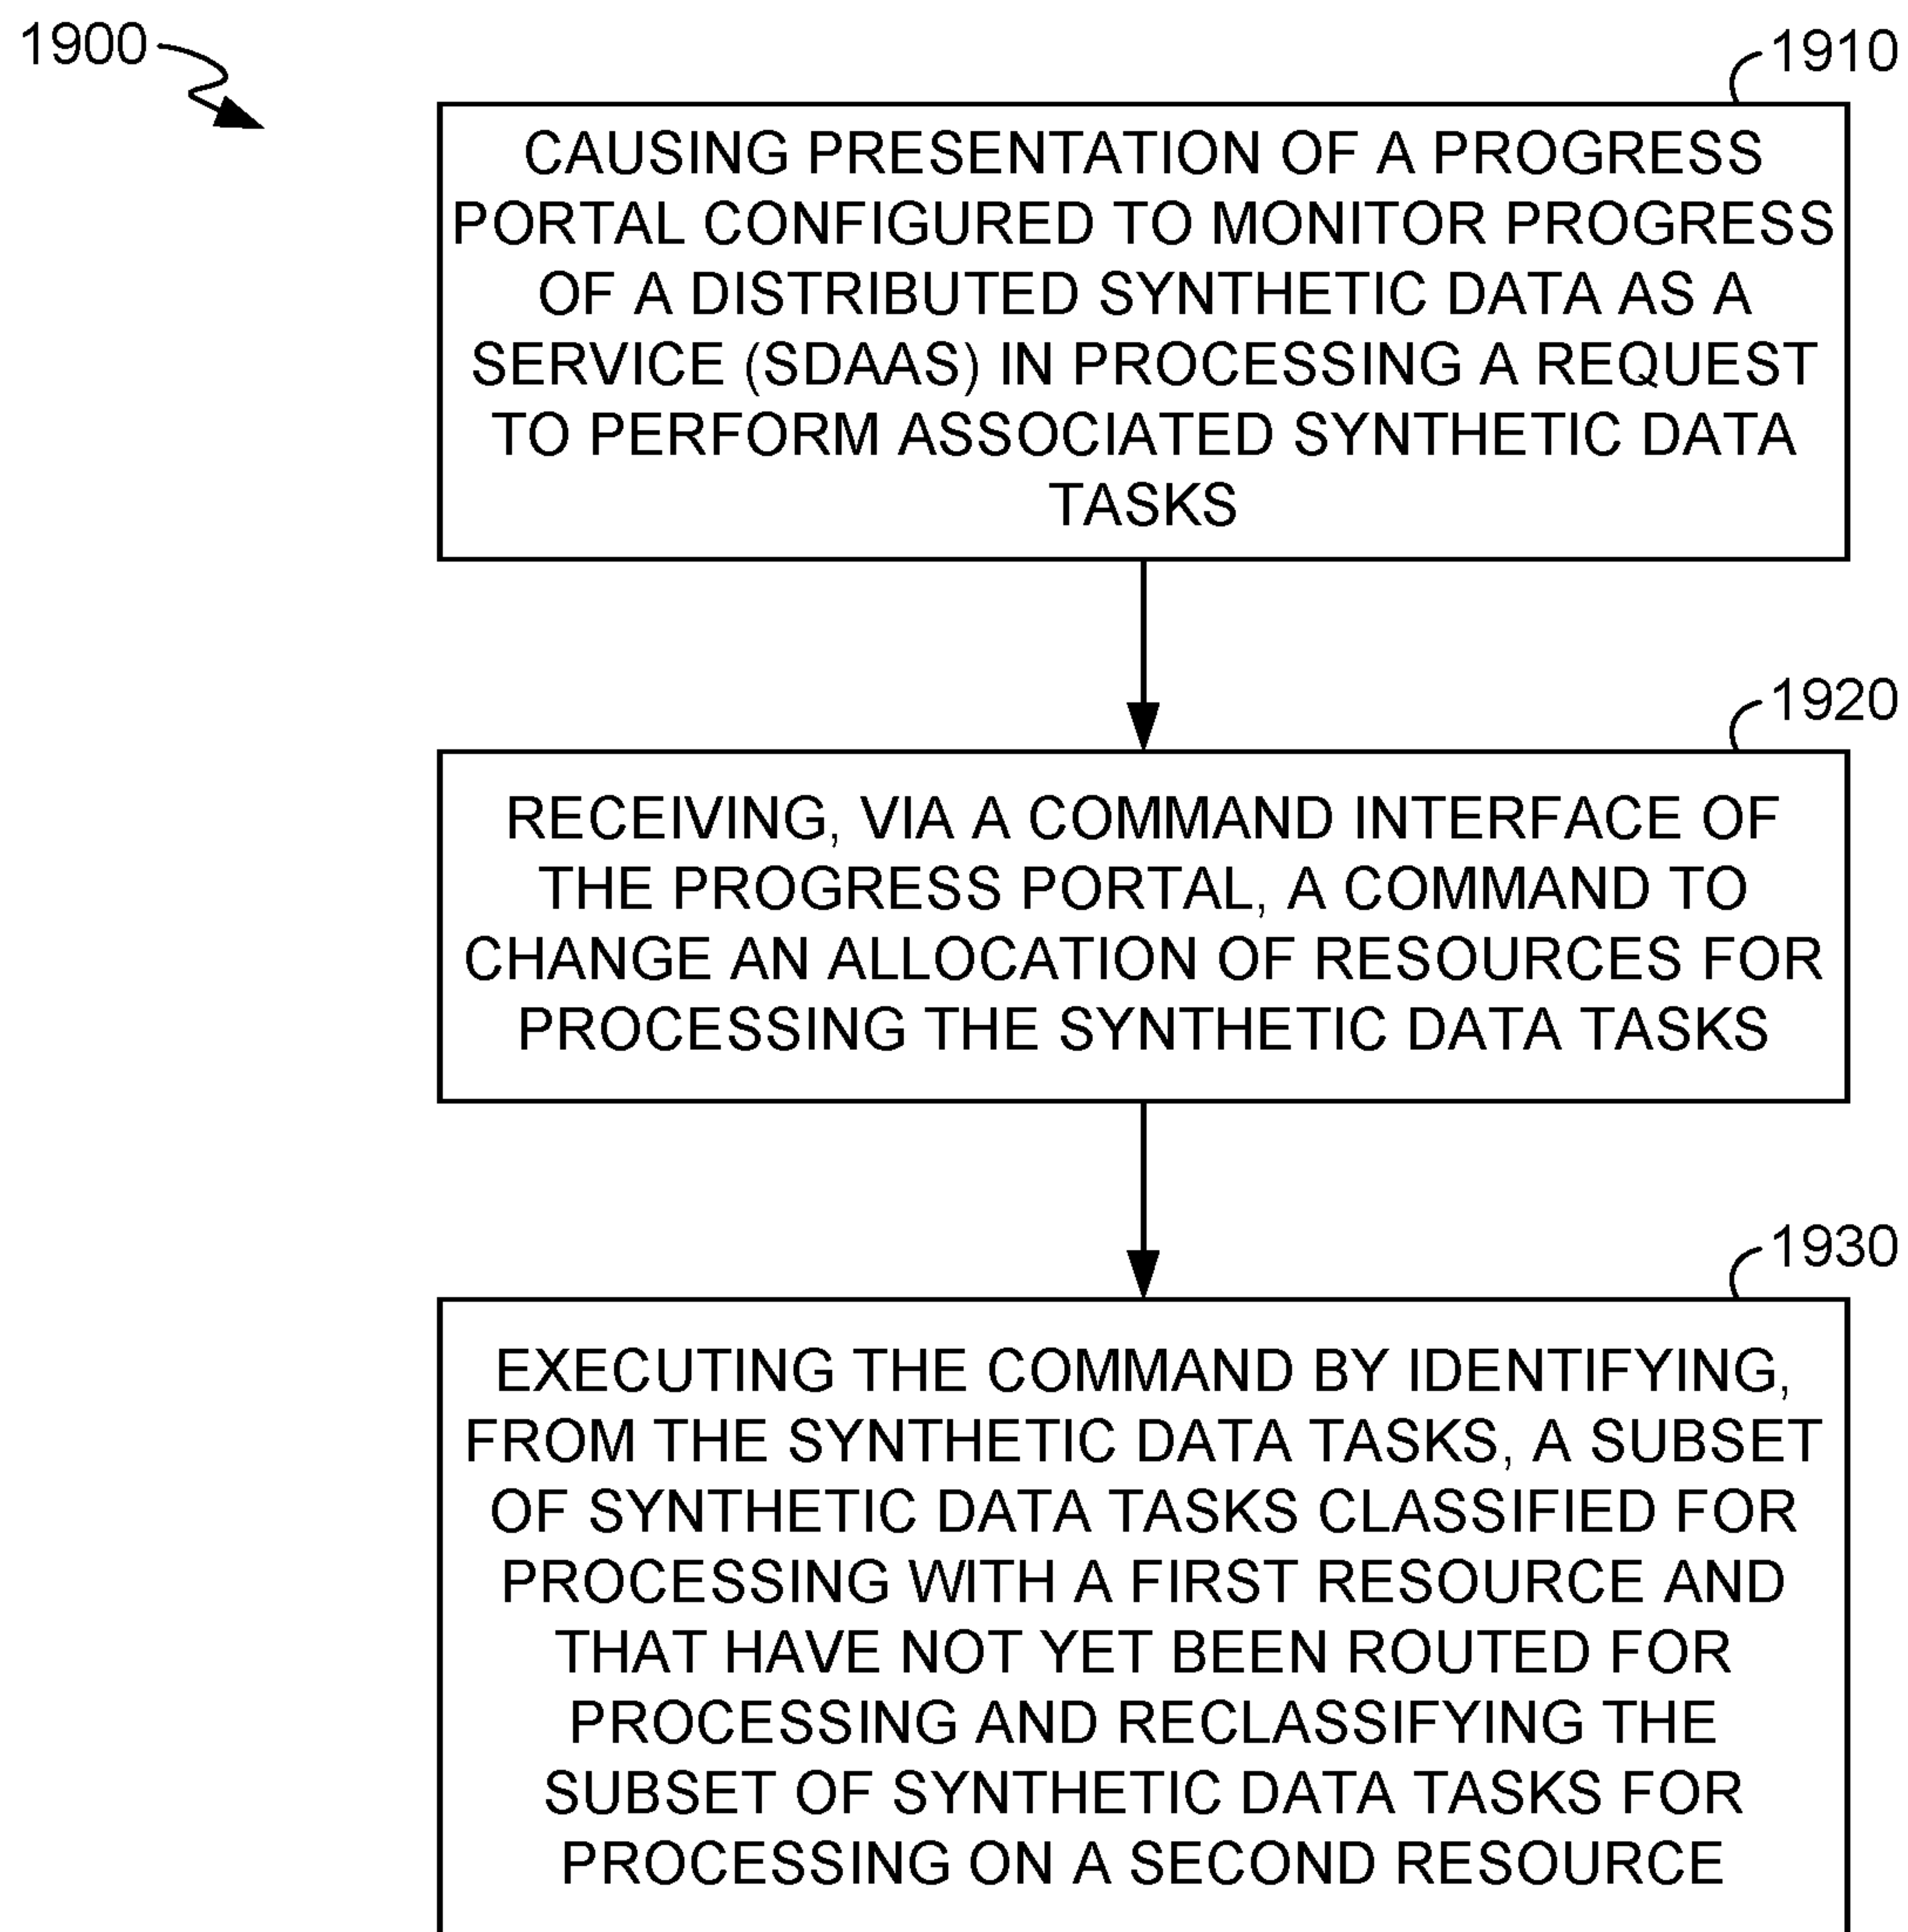 1900
1910
CAUSING PRESENTATION OF A PROGRESS
PORTAL CONFIGURED TO MONITOR PROGRESS
OF A DISTRIBUTED SYNTHETIC DATA AS A
SERVICE (SDAAS) IN PROCESSING A REQUEST
TO PERFORM ASSOCIATED SYNTHETIC DATA
TASKS
1920
RECEIVING, VIA A COMMAND INTERFACE OF
THE PROGRESS PORTAL, A COMMAND TO
CHANGE AN ALLOCATION OF RESOURCES FOR
PROCESSING THE SYNTHETIC DATA TASKS
1930
EXECUTING THE COMMAND BY IDENTIFYING,
FROM THE SYNTHETIC DATA TASKS, A SUBSET
OF SYNTHETIC DATA TASKS CLASSIFIED FOR
PROCESSING WITH A FIRST RESOURCE AND
THAT HAVE NOT YET BEEN ROUTED FOR
PROCESSING AND RECLASSIFYING THE
SUBSET OF SYNTHETIC DATA TASKS FOR
PROCESSING ON A SECOND RESOURCE